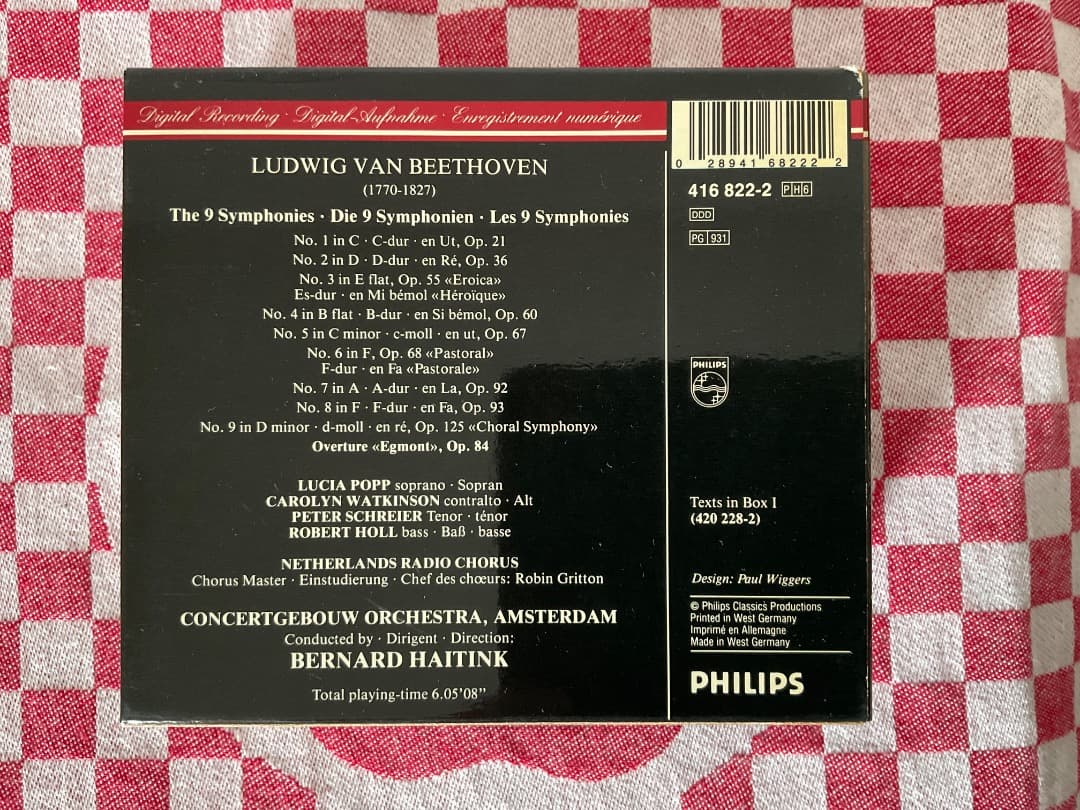 Digital Recording · Digital-Aufnahme · Enregistrement numérique
LUDWIG VAN BEETHOVEN
(1770-1827)
The 9 Symphonies · Die 9 Symphonien · Les 9 Symphonies
No. 1 in C · C-dur · en Ut, Op. 21
No. 2 in D · D-dur · en Ré, Op. 36
No. 3 in E flat, Op. 55 «Eroica»
Es-dur · en Mi bémol «Héroïque»
No. 4 in B flat · B-dur · en Si bémol, Op. 60
No. 5 in C minor · c-moll · en ut, Op. 67
No. 6 in F, Op. 68 «Pastoral»
F-dur · en Fa «Pastorale»
No. 7 in A · A-dur · en La, Op. 92
No. 8 in F · F-dur · en Fa, Op. 93
No. 9 in D minor · d-moll · en ré, Op. 125 «Choral Symphony»
Overture «Egmont», Op. 84
LUCIA POPP soprano · Sopran
CAROLYN WATKINSON contralto · Alt
PETER SCHREIER Tenor · ténor
ROBERT HOLL bass · Baß · basse
NETHERLANDS RADIO CHORUS
Chorus Master · Einstudierung · Chef des chœurs: Robin Gritton
CONCERTGEBOUW ORCHESTRA, AMSTERDAM
Conducted by · Dirigent · Direction:
BERNARD HAITINK
Total playing-time 6.05'08"
0 28941 68222 2
416 822-2 PH6
DDD
PG 931
PHILIPS
Texts in Box 1
(420 228-2)
Design: Paul Wiggers
© Philips Classics Productions
Printed in West Germany
Imprimé en Allemagne
Made in West Germany
PHILIPS